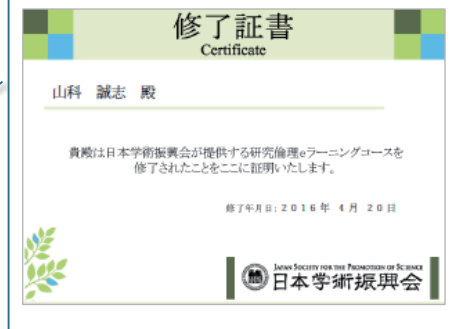 修了証書
Certificate
山科 誠志 殿
貴殿は日本学術振興会が提供する研究倫理eラーニングコースを
修了されたことをここに証明いたします。
修了年月日:2016年 4月 20日
JAPAN SOCIETY FOR THE PROMOTION OF SCIENCE
日本学術振興会